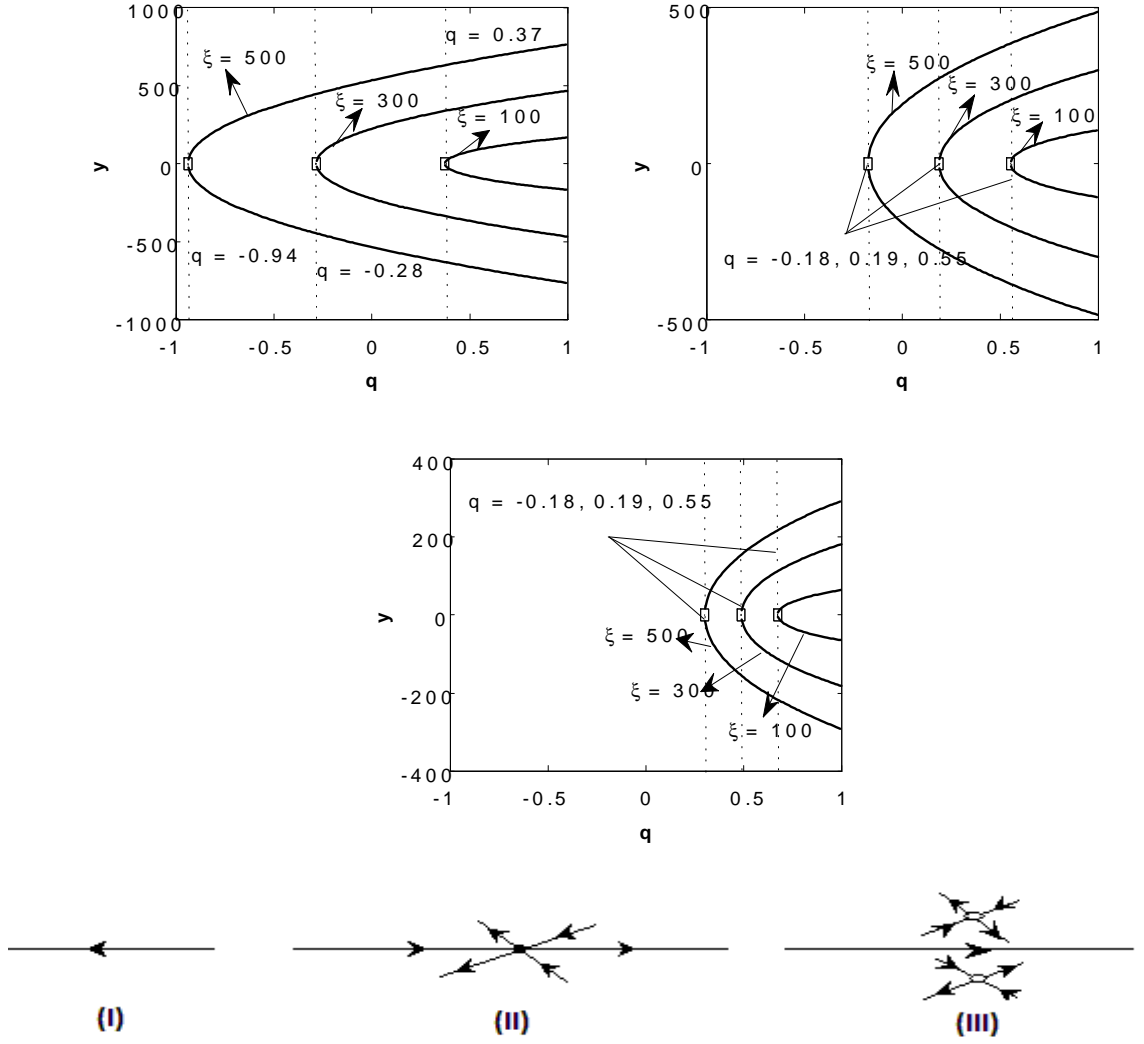 1000
500
0
-500
-1000
y
ξ = 500
ξ = 300
ξ = 100
q = 0.37
q = -0.94
q = -0.28
-1
-0.5
0
0.5
1
q
500
0
-500
y
ξ = 500
ξ = 300
ξ = 100
q = -0.18, 0.19, 0.55
-1
-0.5
0
0.5
1
q
400
200
0
-200
-400
y
q = -0.18, 0.19, 0.55
ξ = 500
ξ = 300
ξ = 100
-1
-0.5
0
0.5
1
q
(I)
(II)
(III)